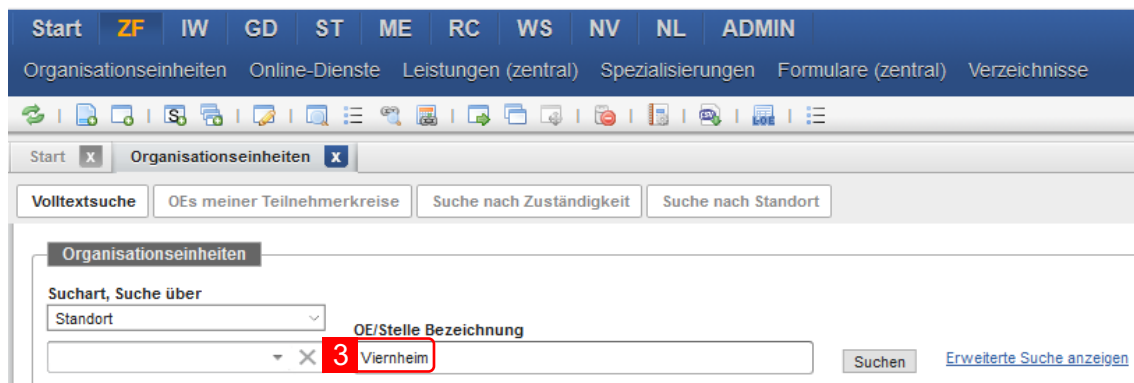 Start ZF IW GD ST ME RC WS NV NL ADMIN
Organisationseinheiten Online-Dienste Leistungen (zentral) Spezialisierungen Formulare (zentral) Verzeichnisse
Start x Organisationseinheiten x
Volltextsuche OEs meiner Teilnehmerkreise Suche nach Zuständigkeit Suche nach Standort
Organisationseinheiten
Suchart, Suche über
Standort
OE/Stelle Bezeichnung
3 Viernheim Suchen Erweiterte Suche anzeigen